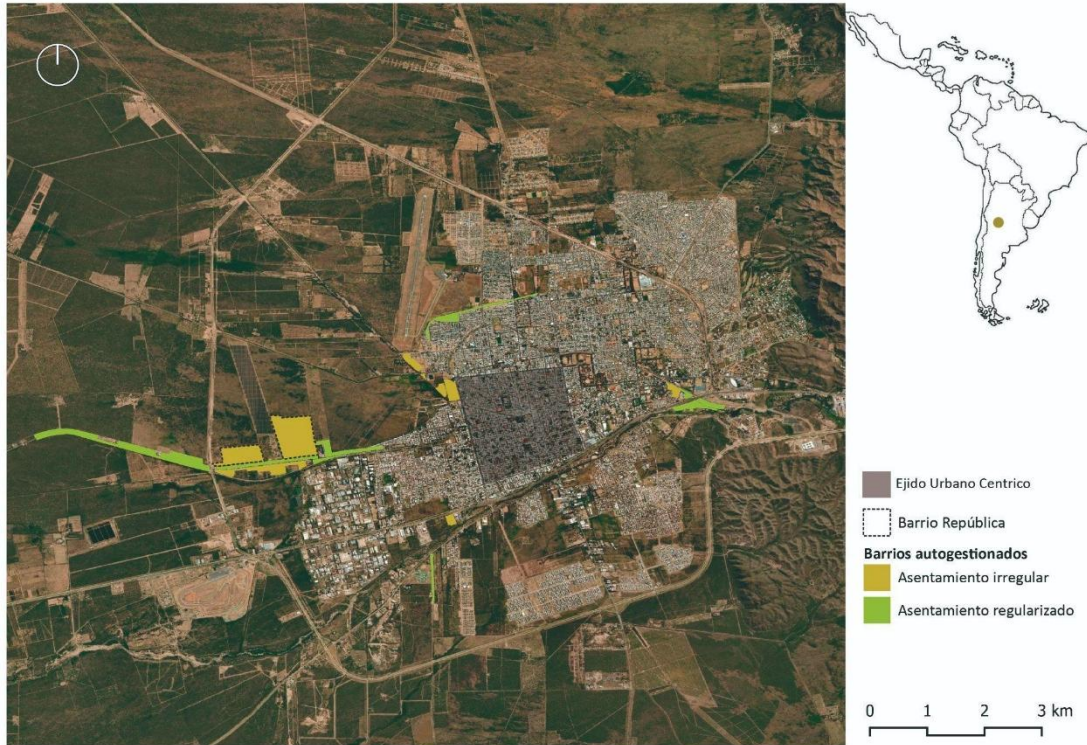 Ejido Urbano Centrico
Barrio República
Barrios autogestionados
Asentamiento irregular
Asentamiento regularizado
0 1 2 3 km